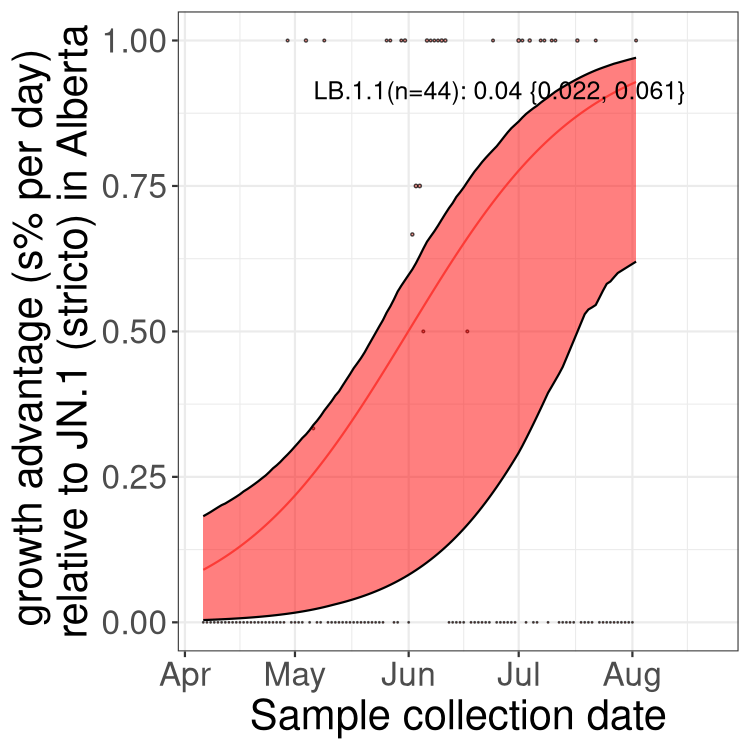 growth advantage (s% per day)
relative to JN.1 (stricto) in Alberta
1.00
0.75
0.50
0.25
0.00
LB.1.1(n=44): 0.04 {0.022, 0.061}
Apr May Jun Jul Aug
Sample collection date